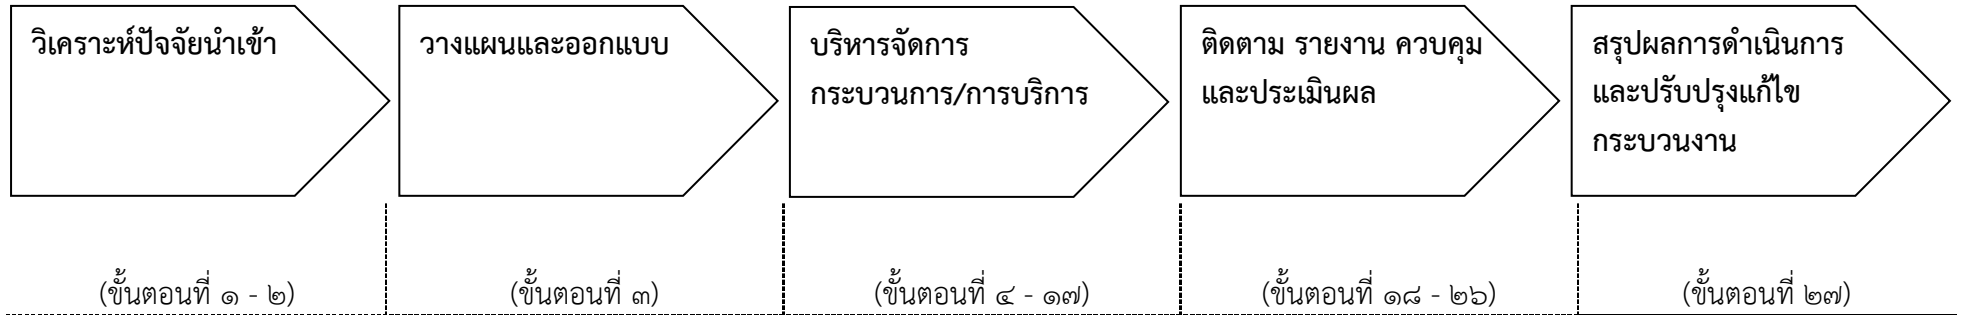 วิเคราะห์ปัจจัยนำเข้า
วางแผนและออกแบบ
บริหารจัดการ
กระบวนการ/การบริการ
ติดตาม รายงาน ควบคุม
และประเมินผล
สรุปผลการดำเนินการ
และปรับปรุงแก้ไข
กระบวนงาน
(ขั้นตอนที่ ๑ - ๒)
(ขั้นตอนที่ ๓)
(ขั้นตอนที่ ๔ - ๑๗)
(ขั้นตอนที่ ๑๘ - ๒๖)
(ขั้นตอนที่ ๒๗)